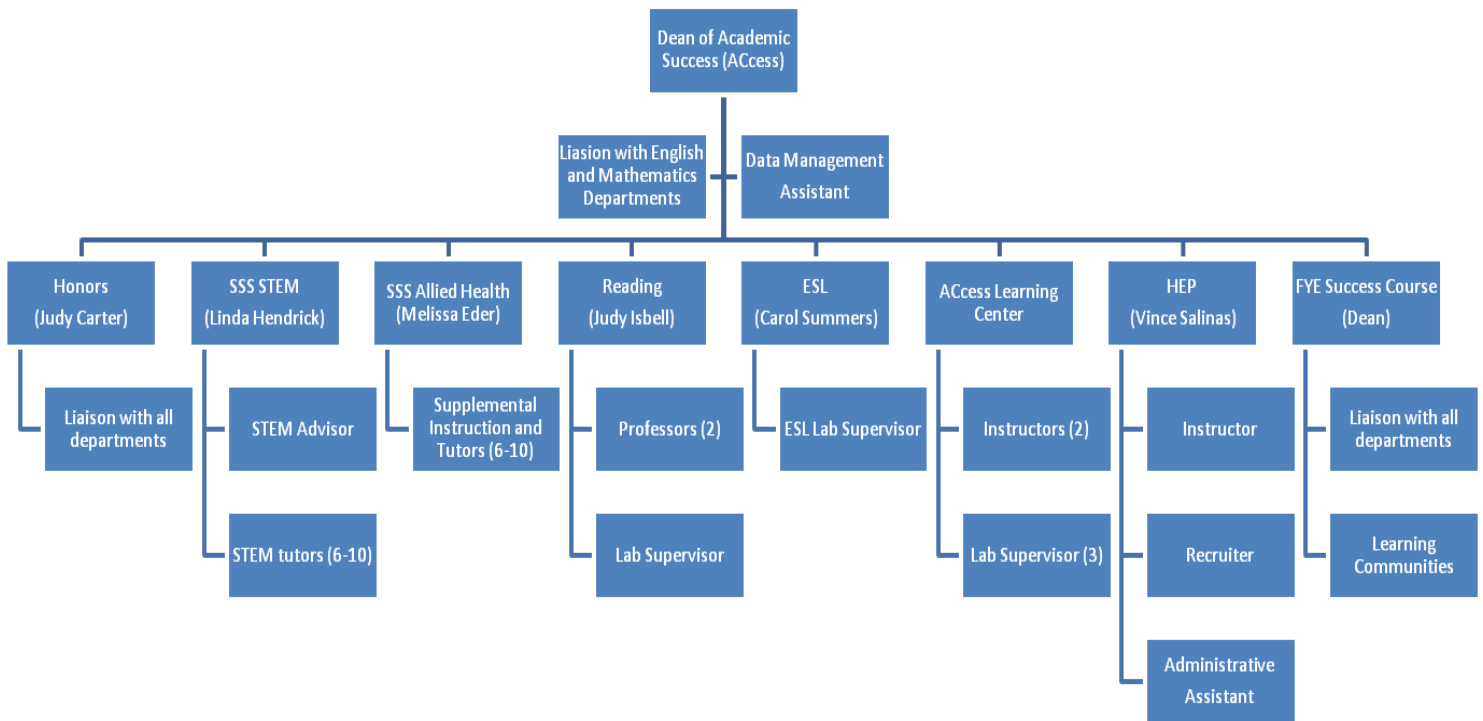 Dean of Academic
Success (ACcess)
Liasion with English
and Mathematics
Departments
Data Management
Assistant
Honors
(Judy Carter)
SSS STEM
(Linda Hendrick)
SSS Allied Health
(Melissa Eder)
Reading
(Judy Isbell)
ESL
(Carol Summers)
ACcess Learning
Center
HEP
(Vince Salinas)
FYE Success Course
(Dean)
Liaison with all
departments
STEM Advisor
Supplemental
Instruction and
Tutors (6-10)
Professors (2)
ESL Lab Supervisor
Instructors (2)
Instructor
Liaison with all
departments
STEM tutors (6-10)
Lab Supervisor
Lab Supervisor (3)
Recruiter
Learning
Communities
Administrative
Assistant